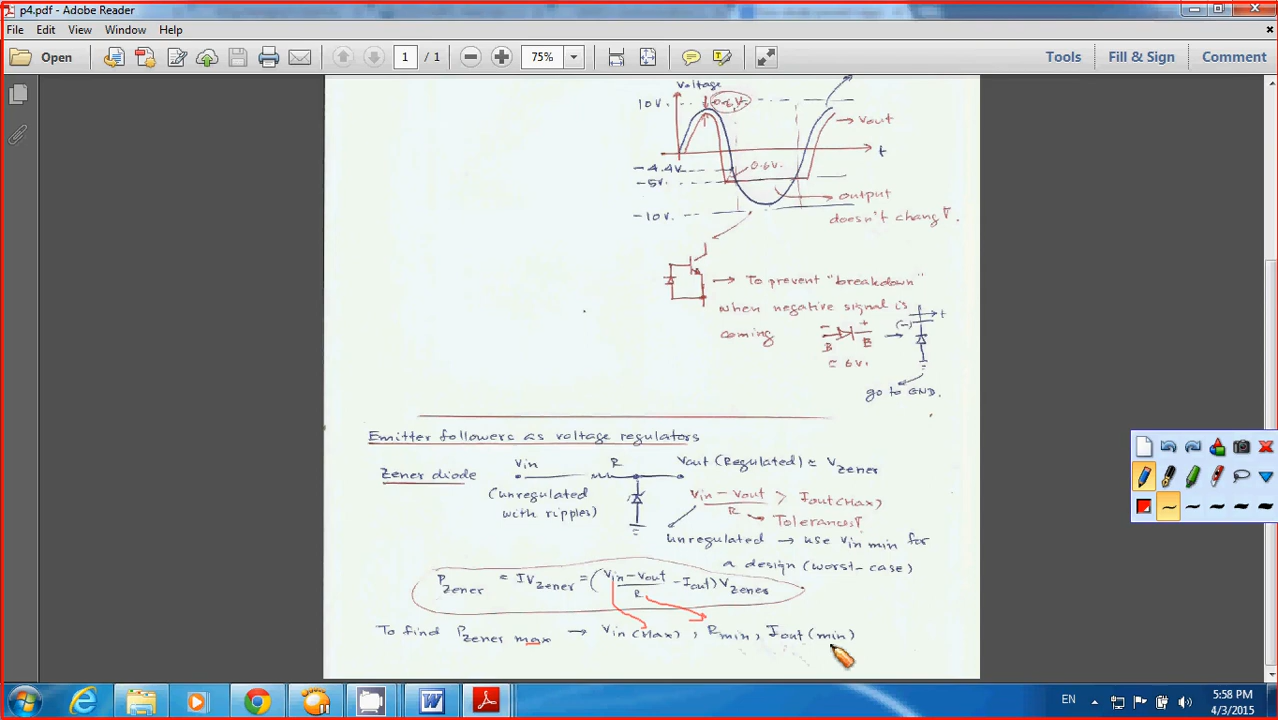 p4.pdf - Adobe Reader
File Edit View Window Help
Open 1 / 1 75% Tools Fill & Sign Comment
Voltage
10V. 0.6V.
Vout
t
-4.4V 0.6V.
-5V.
output
doesn't change.
-10V.
To prevent "breakdown"
when negative signal is
coming
- + (-) +
B E
≈ 6V.
go to GND.
Emitter followers as voltage regulators
Zener diode Vin R Vout (Regulated) ≈ Vzener
(unregulated
with ripples)
Vin - Vout / R > Iout(Max)
Tolerances
unregulated → use Vin min for
a design (worst-case)
Pzener = IVzener = (Vin - Vout / R - Iout) Vzener
To find Pzener max → Vin (Max), Rmin, Iout (min)
EN 5:58 PM
4/3/2015